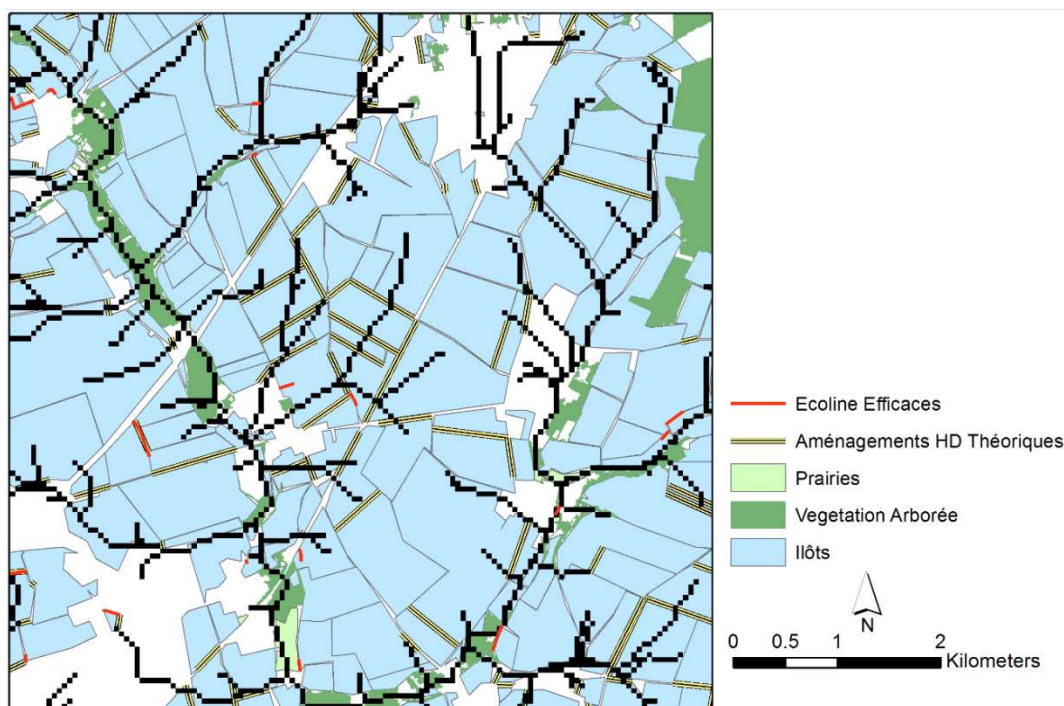 Ecoline Efficaces
Aménagements HD Théoriques
Prairies
Vegetation Arborée
Ilôts
N
0 0.5 1 2
Kilometers